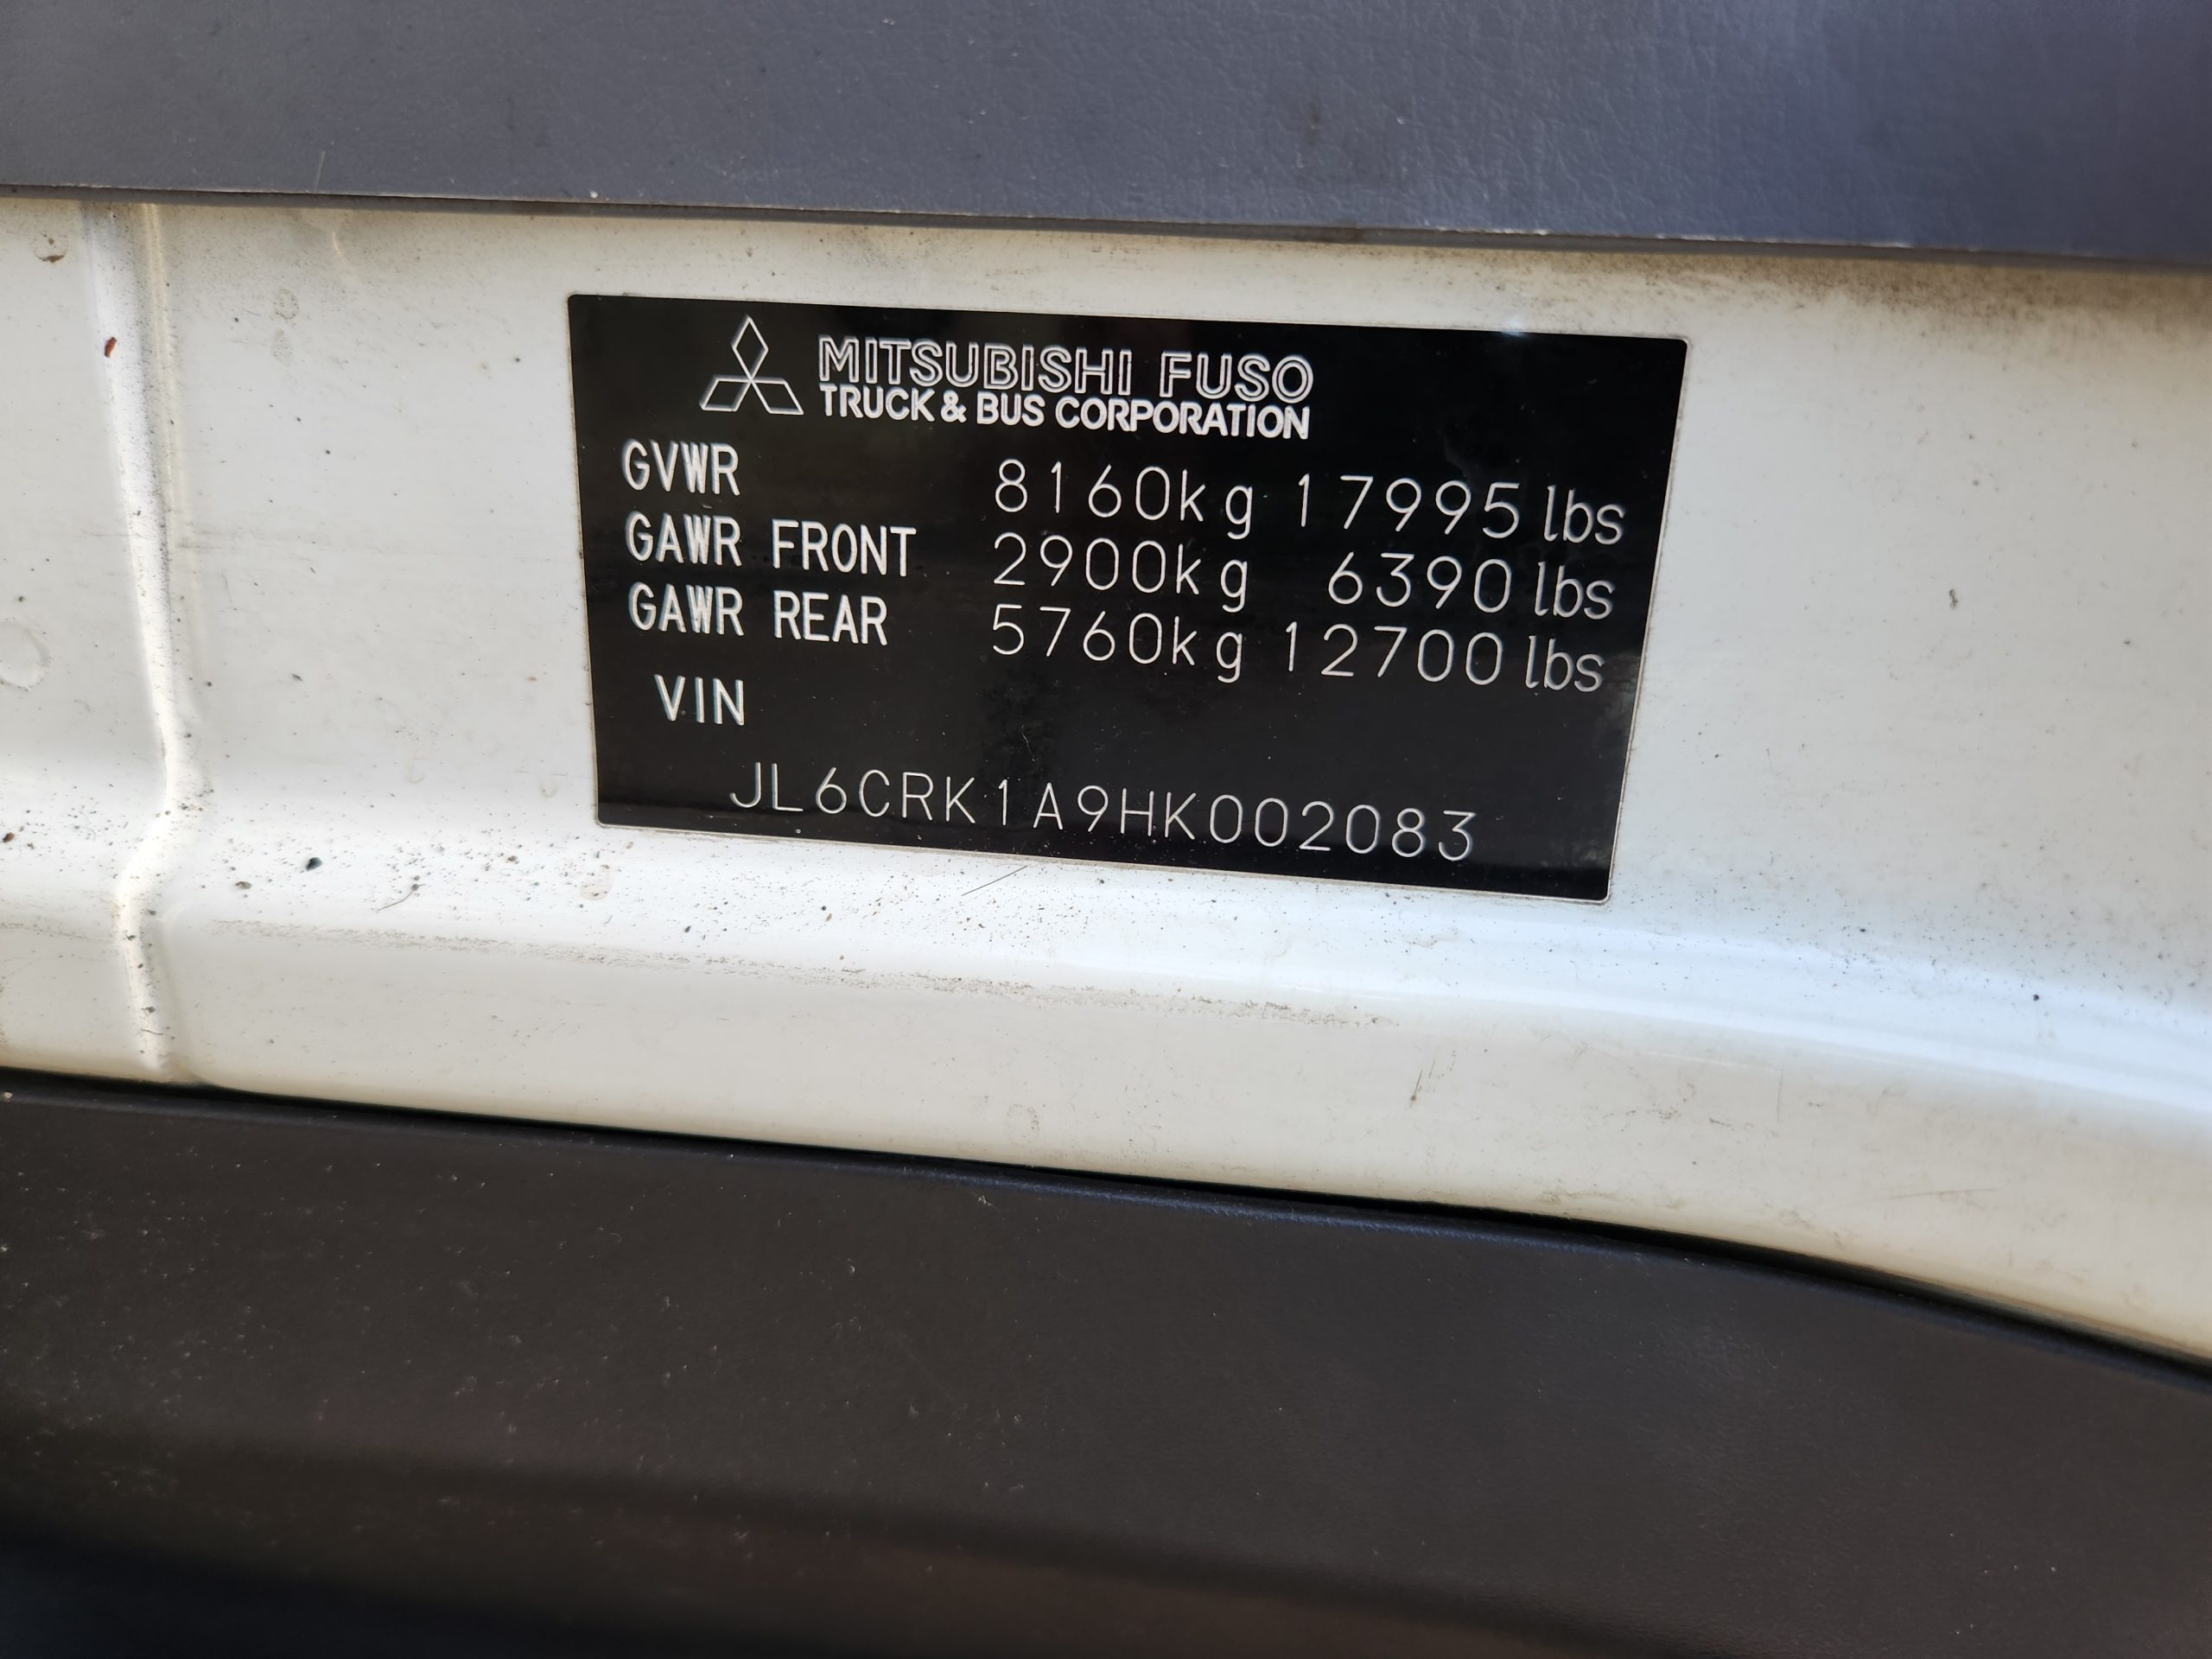 MITSUBISHI FUSO
TRUCK & BUS CORPORATION
GVWR 8160kg 17995 lbs
GAWR FRONT 2900kg 6390 lbs
GAWR REAR 5760kg 12700 lbs
VIN
JL6CRK1A9HK002083